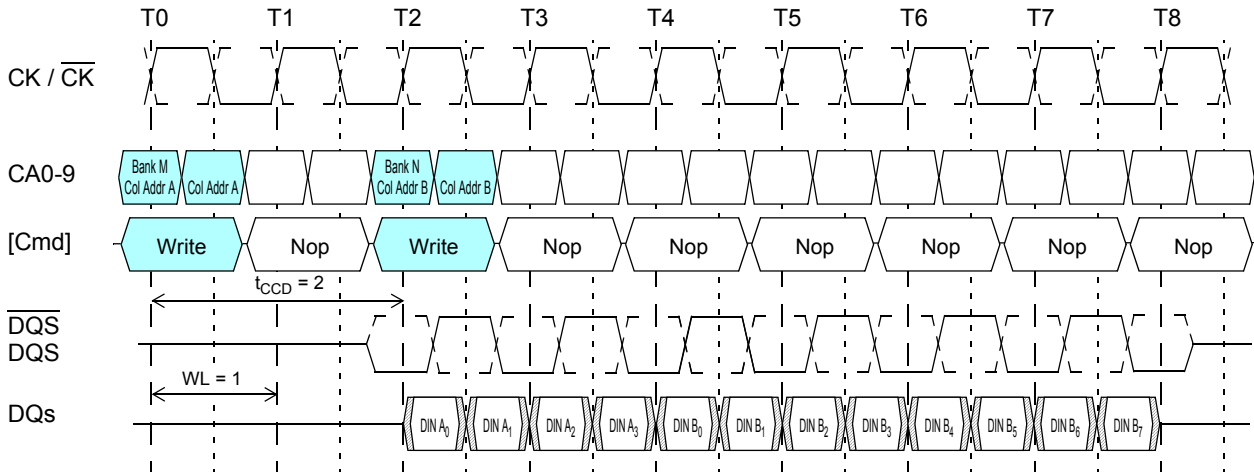 T0 T1 T2 T3 T4 T5 T6 T7 T8
CK / CK
CA0-9
Bank M
Col Addr A
Col Addr A
Bank N
Col Addr B
Col Addr B
[Cmd]
Write Nop Write Nop Nop Nop Nop Nop Nop
tCCD = 2
DQS
DQS
WL = 1
DQs
DIN A0 DIN A1 DIN A2 DIN A3 DIN B0 DIN B1 DIN B2 DIN B3 DIN B4 DIN B5 DIN B6 DIN B7